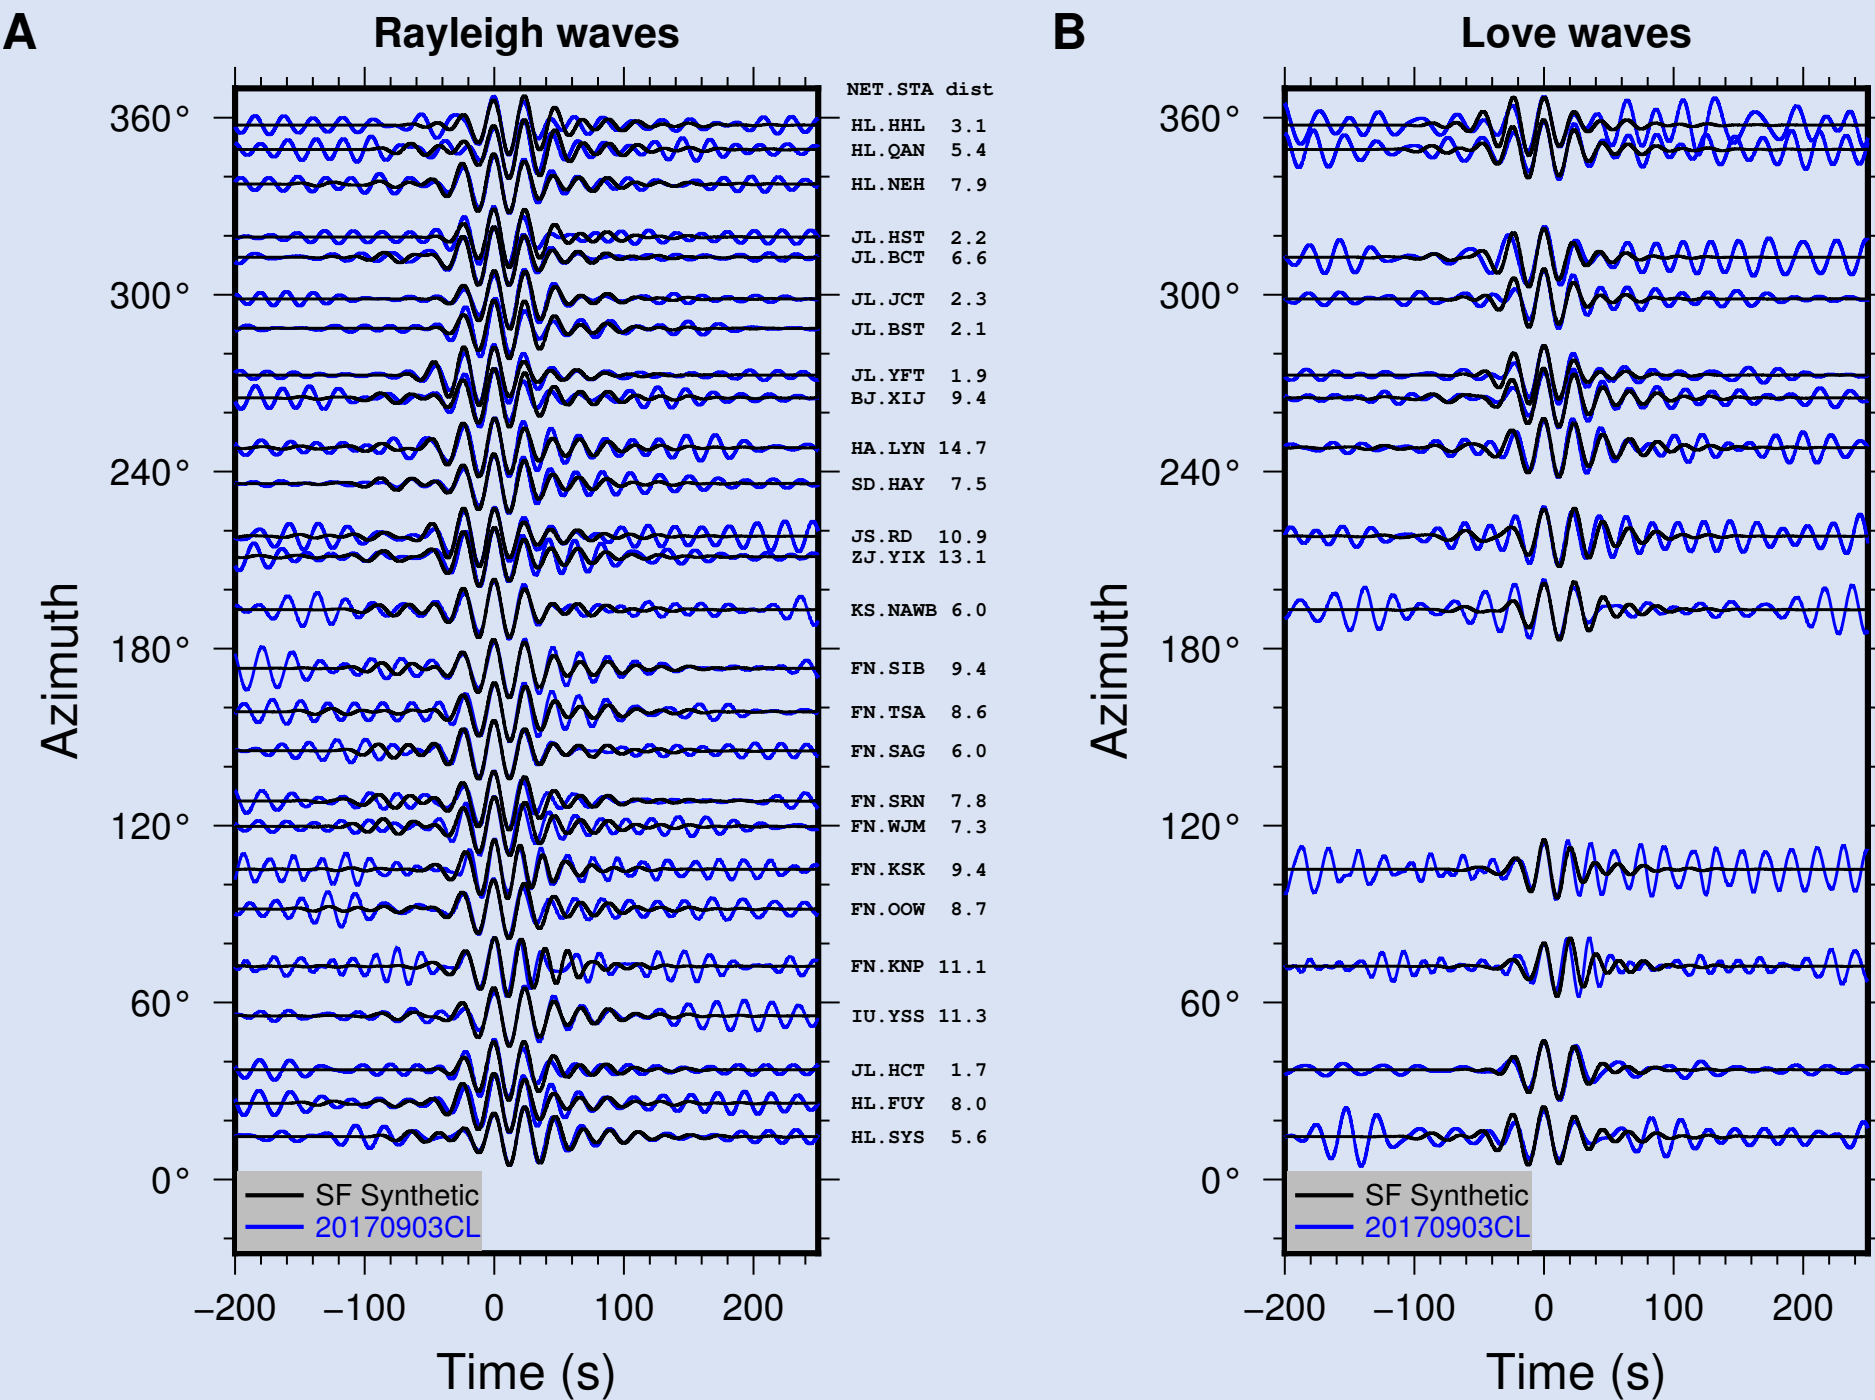 A
Rayleigh waves
NET.STA dist
360°
300°
240°
180°
120°
60°
0°
Azimuth
HL.HHL 3.1
HL.QAN 5.4
HL.NEH 7.9
JL.HST 2.2
JL.BCT 6.6
JL.JCT 2.3
JL.BST 2.1
JL.YFT 1.9
BJ.XIJ 9.4
HA.LYN 14.7
SD.HAY 7.5
JS.RD 10.9
ZJ.YIX 13.1
KS.NAWB 6.0
FN.SIB 9.4
FN.TSA 8.6
FN.SAG 6.0
FN.SRN 7.8
FN.WJM 7.3
FN.KSK 9.4
FN.OOW 8.7
FN.KNP 11.1
IU.YSS 11.3
JL.HCT 1.7
HL.FUY 8.0
HL.SYS 5.6
SF Synthetic
20170903CL
−200 −100 0 100 200
Time (s)
B
Love waves
360°
300°
240°
180°
120°
60°
0°
Azimuth
SF Synthetic
20170903CL
−200 −100 0 100 200
Time (s)